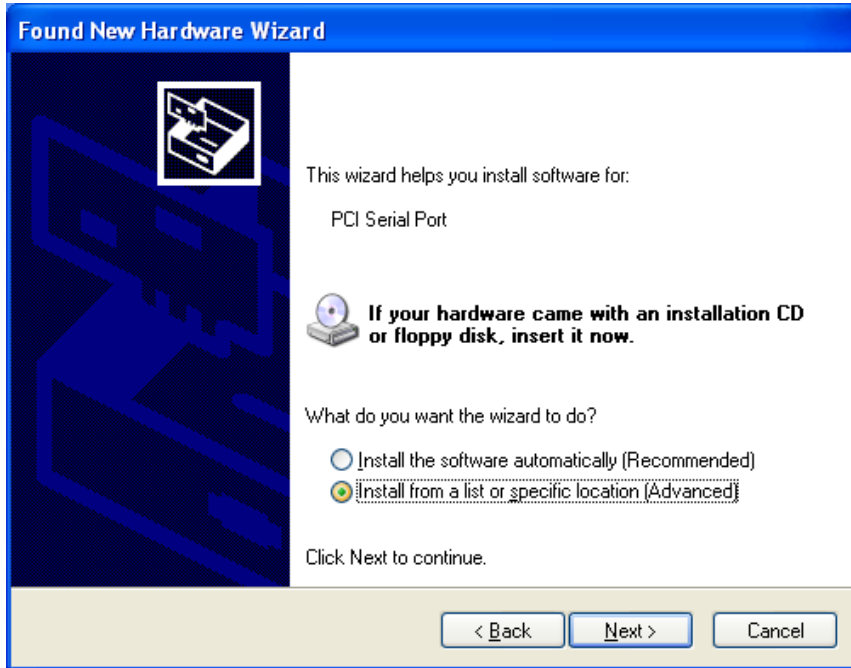 Found New Hardware Wizard
This wizard helps you install software for:
PCI Serial Port
If your hardware came with an installation CD
or floppy disk, insert it now.
What do you want the wizard to do?
Install the software automatically (Recommended)
Install from a list or specific location (Advanced)
Click Next to continue.
< Back Next > Cancel